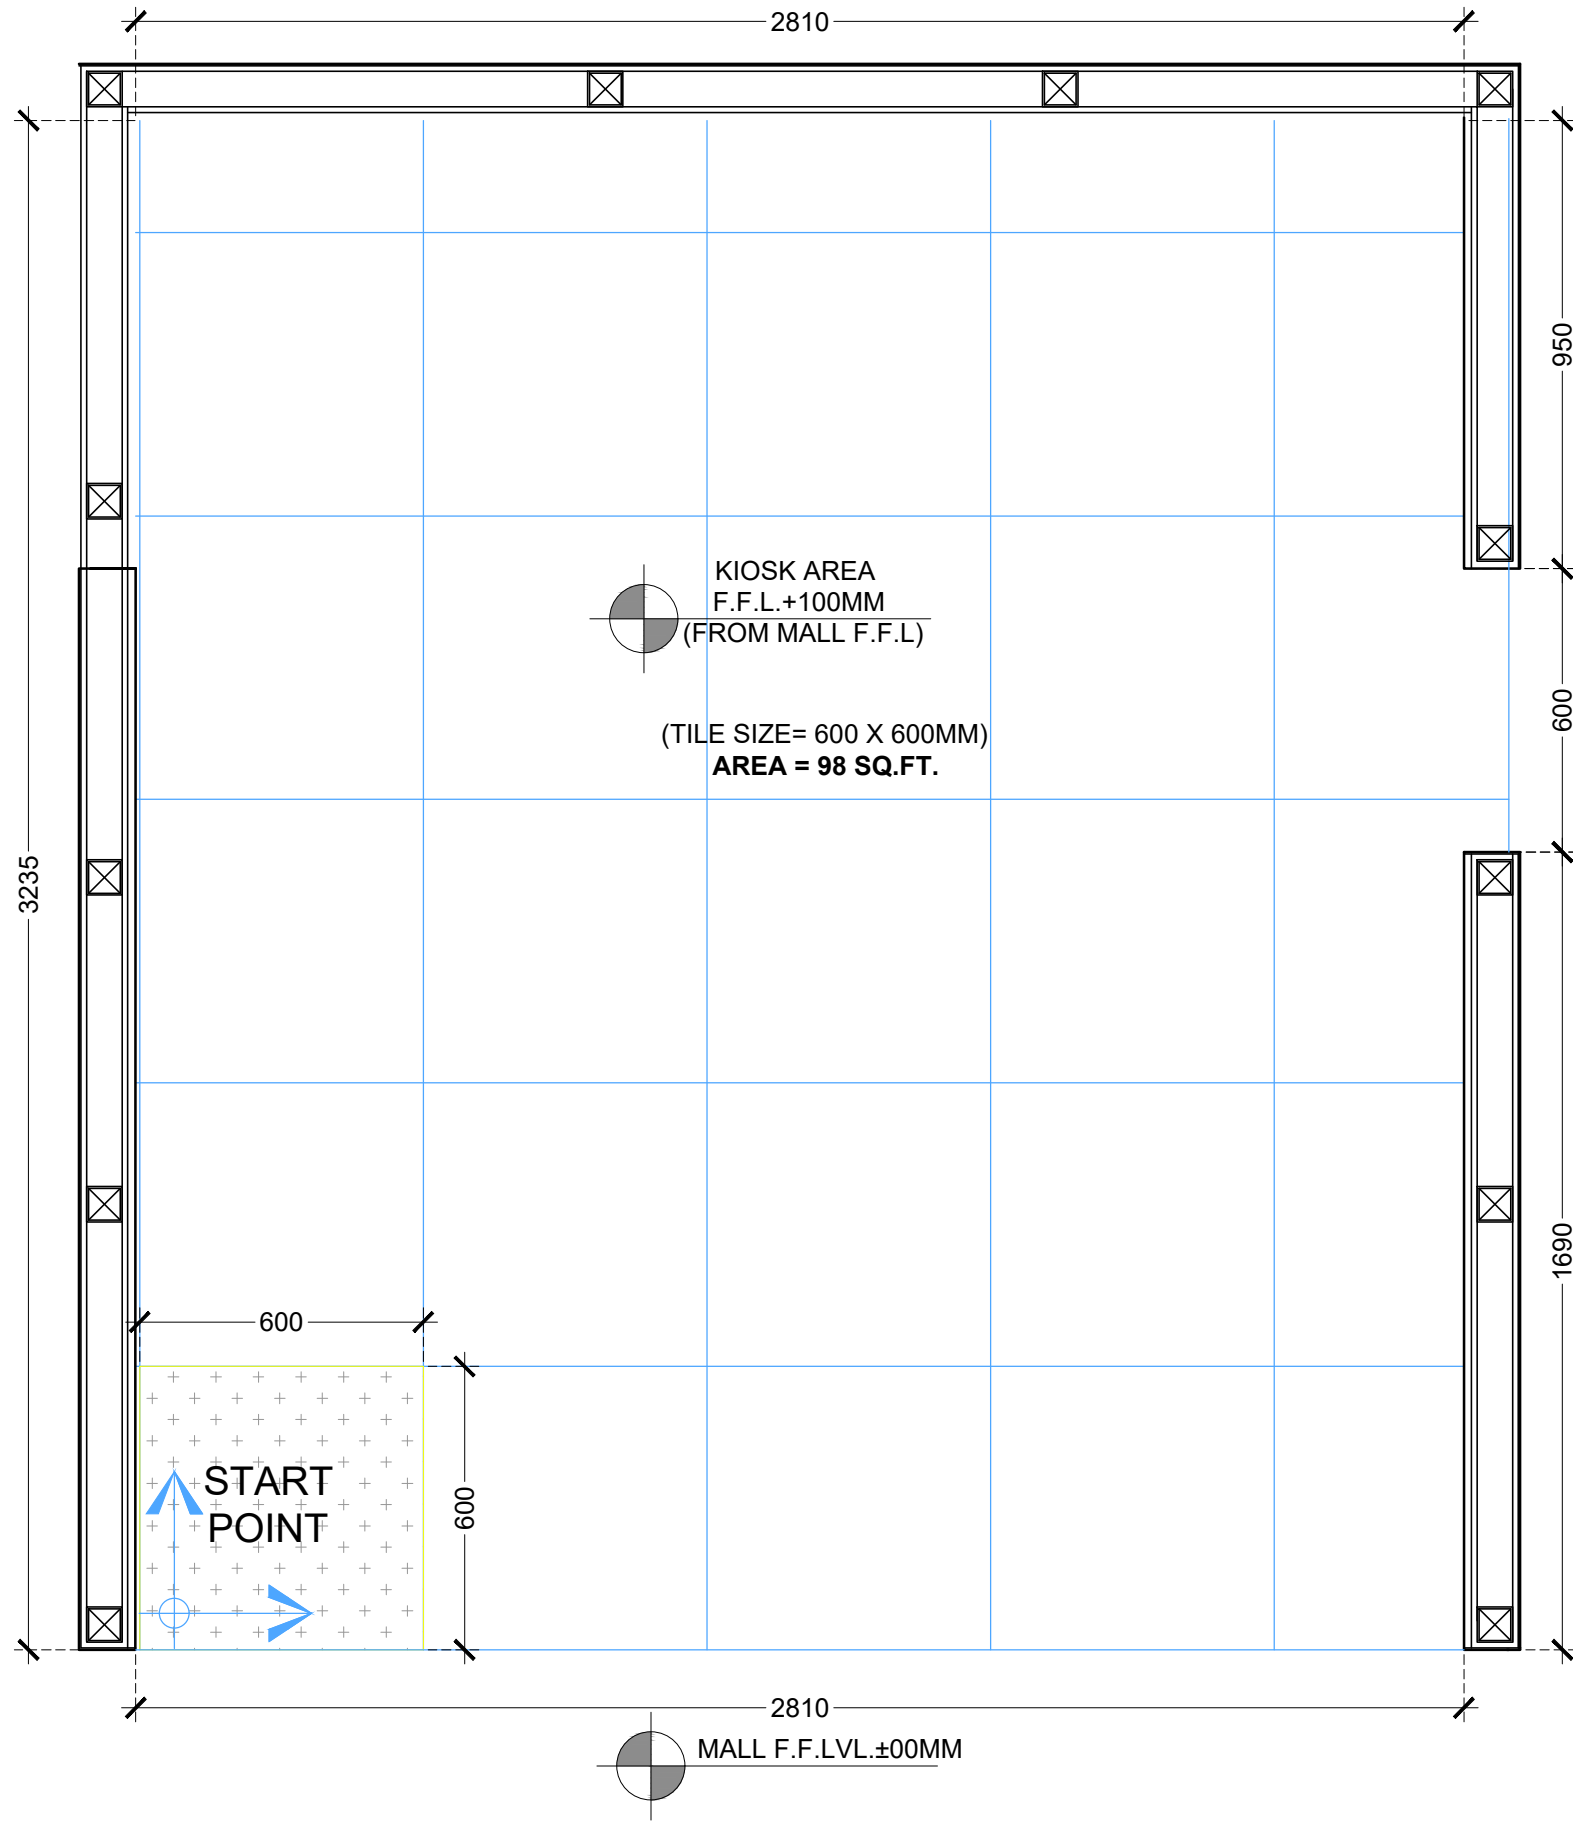 2810
950
KIOSK AREA
F.F.L.+100MM
(FROM MALL F.F.L)
600
(TILE SIZE= 600 X 600MM)
AREA = 98 SQ.FT.
3235
1690
600
START
POINT
600
2810
MALL F.F.LVL.±00MM